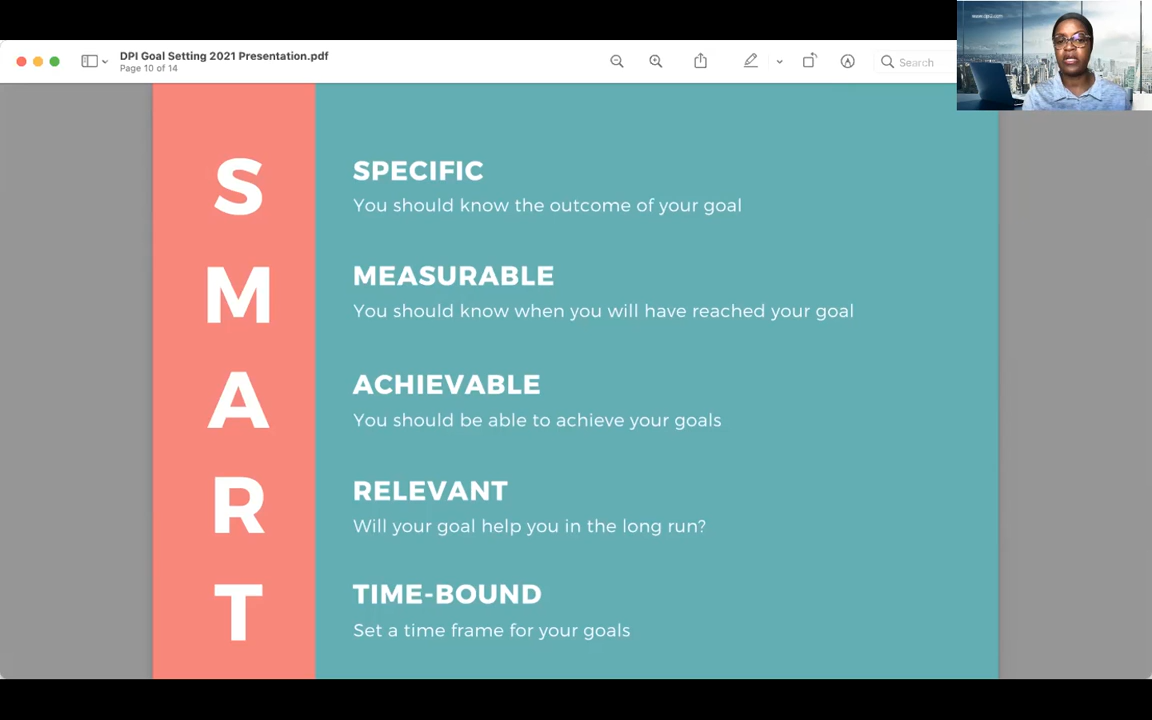 DPI Goal Setting 2021 Presentation.pdf
Page 10 of 14
Search
S
SPECIFIC
You should know the outcome of your goal
M
MEASURABLE
You should know when you will have reached your goal
A
ACHIEVABLE
You should be able to achieve your goals
R
RELEVANT
Will your goal help you in the long run?
T
TIME-BOUND
Set a time frame for your goals